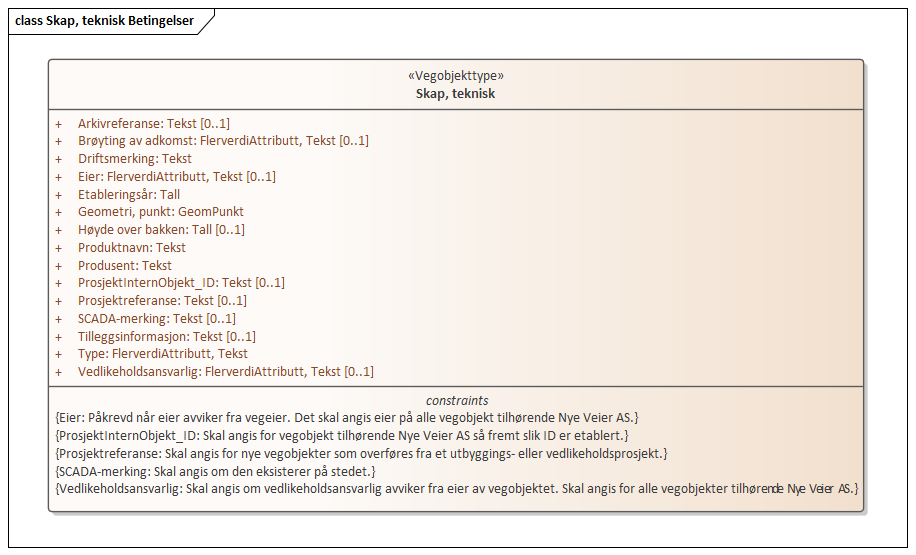 class Skap, teknisk Betingelser
«Vegobjekttype»
Skap, teknisk
+ Arkivreferanse: Tekst [0..1]
+ Brøyting av adkomst: FlerverdiAttributt, Tekst [0..1]
+ Driftsmerking: Tekst
+ Eier: FlerverdiAttributt, Tekst [0..1]
+ Etableringsår: Tall
+ Geometri, punkt: GeomPunkt
+ Høyde over bakken: Tall [0..1]
+ Produktnavn: Tekst
+ Produsent: Tekst
+ ProsjektInternObjekt_ID: Tekst [0..1]
+ Prosjektreferanse: Tekst [0..1]
+ SCADA-merking: Tekst [0..1]
+ Tilleggsinformasjon: Tekst [0..1]
+ Type: FlerverdiAttributt, Tekst
+ Vedlikeholdsansvarlig: FlerverdiAttributt, Tekst [0..1]
constraints
{Eier: Påkrevd når eier avviker fra vegeier. Det skal angis eier på alle vegobjekt tilhørende Nye Veier AS.}
{ProsjektInternObjekt_ID: Skal angis for vegobjekt tilhørende Nye Veier AS så fremt slik ID er etablert.}
{Prosjektreferanse: Skal angis for nye vegobjekter som overføres fra et utbyggings- eller vedlikeholdsprosjekt.}
{SCADA-merking: Skal angis om den eksisterer på stedet.}
{Vedlikeholdsansvarlig: Skal angis om vedlikeholdsansvarlig avviker fra eier av vegobjektet. Skal angis for alle vegobjekter tilhørende Nye Veier AS.}